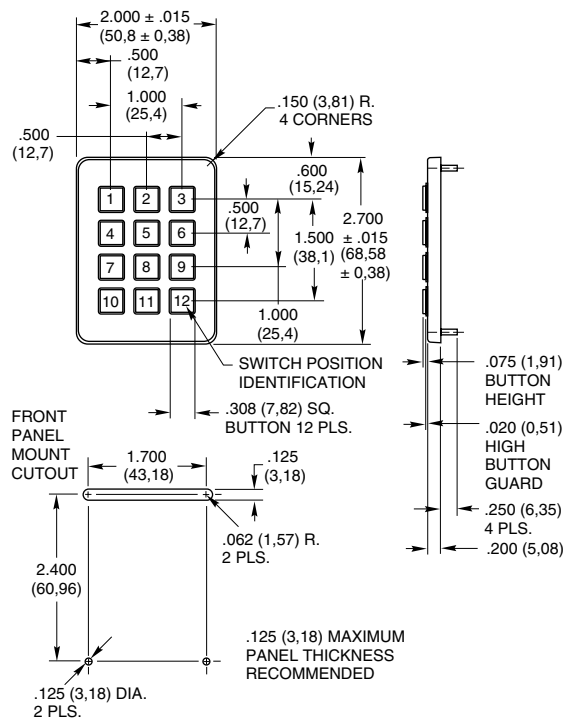 2.000 ± .015
(50,8 ± 0,38)
.500
(12,7)
1.000
(25,4)
.150 (3,81) R.
4 CORNERS
.500
(12,7)
.600
(15,24)
1 2 3
.500
(12,7)
2.700
± .015
(68,58
± 0,38)
4 5 6
1.500
(38,1)
7 8 9
10 11 12
1.000
(25,4)
SWITCH POSITION
IDENTIFICATION
.075 (1,91)
BUTTON
HEIGHT
.308 (7,82) SQ.
BUTTON 12 PLS.
.020 (0,51)
HIGH
BUTTON
GUARD
FRONT
PANEL
MOUNT
CUTOUT
1.700
(43,18)
.125
(3,18)
.250 (6,35)
4 PLS.
.062 (1,57) R.
2 PLS.
.200 (5,08)
2.400
(60,96)
.125 (3,18) MAXIMUM
PANEL THICKNESS
RECOMMENDED
.125 (3,18) DIA.
2 PLS.